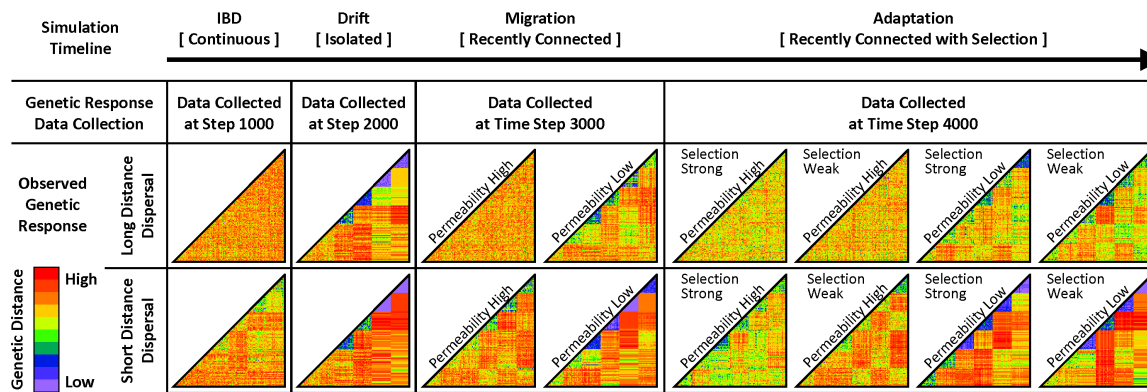 Simulation
Timeline
IBD
[ Continuous ]
Drift
[ Isolated ]
Migration
[ Recently Connected ]
Adaptation
[ Recently Connected with Selection ]
Genetic Response
Data Collection
Data Collected
at Step 1000
Data Collected
at Step 2000
Data Collected
at Time Step 3000
Data Collected
at Time Step 4000
Observed
Genetic
Response
Long Distance
Dispersal
Permeability High
Permeability Low
Selection
Strong
Permeability High
Selection
Weak
Permeability High
Selection
Strong
Permeability Low
Selection
Weak
Permeability Low
Genetic Distance
High
Low
Short Distance
Dispersal
Permeability High
Permeability Low
Selection
Strong
Permeability High
Selection
Weak
Permeability High
Selection
Strong
Permeability Low
Selection
Weak
Permeability Low